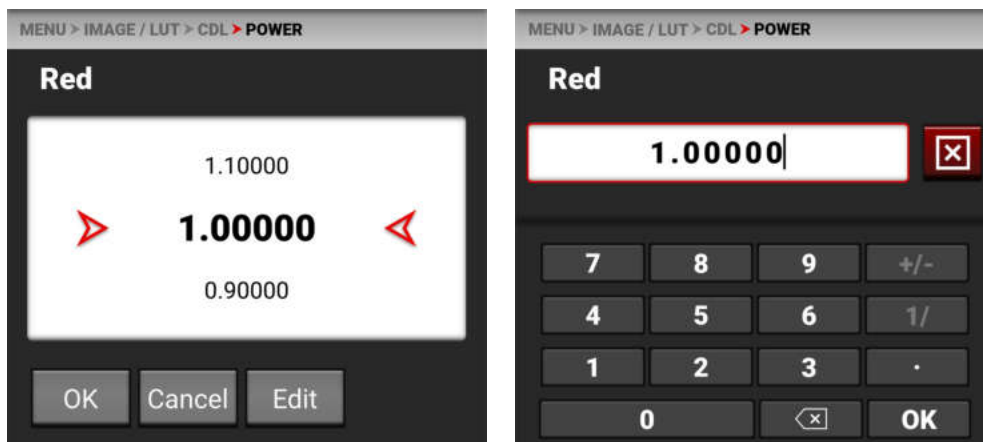 MENU > IMAGE / LUT > CDL > POWER
Red
1.10000
1.00000
0.90000
OK Cancel Edit
MENU > IMAGE / LUT > CDL > POWER
Red
1.00000
7 8 9 +/-
4 5 6 1/
1 2 3 .
0 OK